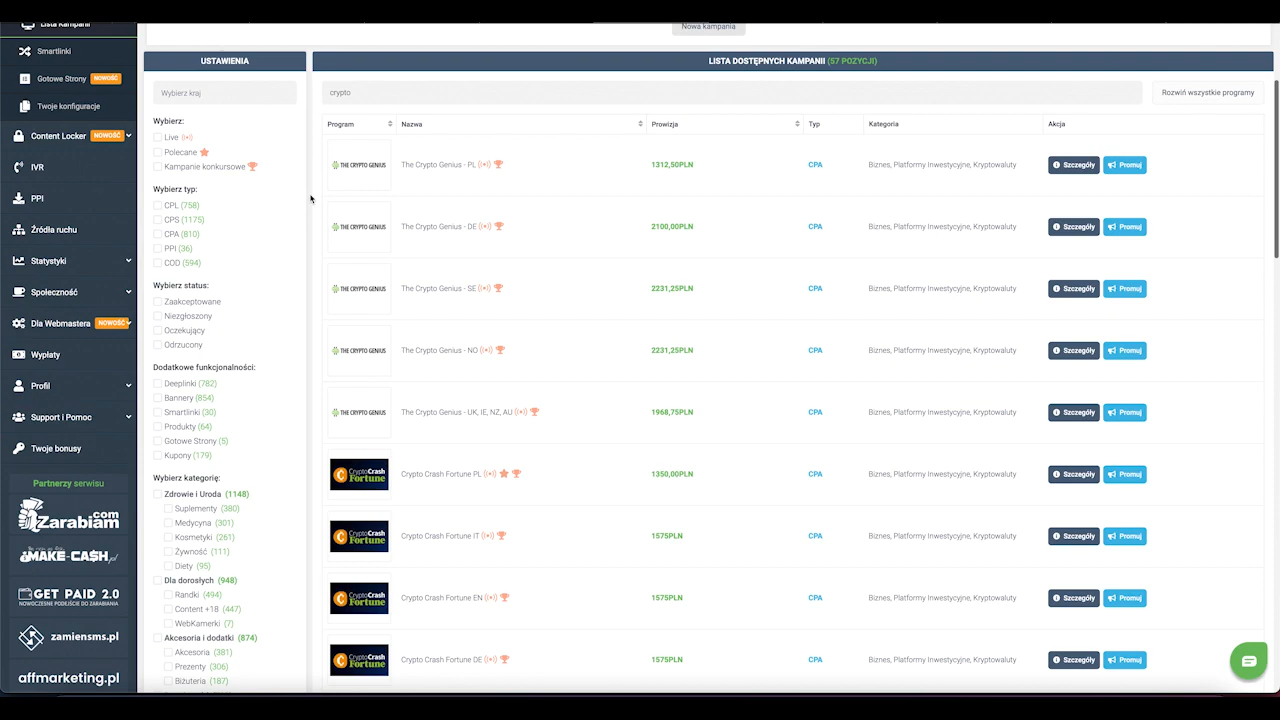 Lista Kampanii
Smartlinki
Gotowe Strony NOWOŚĆ
Twoje konfiguracje
Content Locker NOWOŚĆ
IVR
PPI
Źródła ruchu
Statystyki
Społeczność
Dla Webmastera NOWOŚĆ
Wypłaty
Profil
Support i Pomoc
Twoje bonusy
Partnerzy serwisu
Zarabiam.com
MAKE-CA$H.pl
GET PAID 2.0
NOWOCZESNE PODEJŚCIE DO ZARABIANIA
zamiensms.pl
affmarketing.pl
Nowa kampania
USTAWIENIA
Wybierz kraj
Wybierz:
Live
Polecane
Kampanie konkursowe
Wybierz typ:
CPL (758)
CPS (1175)
CPA (810)
PPI (36)
COD (594)
Wybierz status:
Zaakceptowane
Niezgłoszony
Oczekujący
Odrzucony
Dodatkowe funkcjonalności:
Deeplinki (782)
Bannery (854)
Smartlinki (30)
Produkty (64)
Gotowe Strony (5)
Kupony (179)
Wybierz kategorię:
Zdrowie i Uroda (1148)
Suplementy (380)
Medycyna (301)
Kosmetyki (261)
Żywność (111)
Diety (95)
Dla dorosłych (948)
Randki (494)
Content +18 (447)
WebKamerki (7)
Akcesoria i dodatki (874)
Akcesoria (381)
Prezenty (306)
Biżuteria (187)
LISTA DOSTĘPNYCH KAMPANII (57 POZYCJI)
crypto
Rozwiń wszystkie programy
Program Nazwa Prowizja Typ Kategoria Akcja
THE CRYPTO GENIUS The Crypto Genius - PL 1312,50PLN CPA Biznes, Platformy Inwestycyjne, Kryptowaluty Szczegóły Promuj
THE CRYPTO GENIUS The Crypto Genius - DE 2100,00PLN CPA Biznes, Platformy Inwestycyjne, Kryptowaluty Szczegóły Promuj
THE CRYPTO GENIUS The Crypto Genius - SE 2231,25PLN CPA Biznes, Platformy Inwestycyjne, Kryptowaluty Szczegóły Promuj
THE CRYPTO GENIUS The Crypto Genius - NO 2231,25PLN CPA Biznes, Platformy Inwestycyjne, Kryptowaluty Szczegóły Promuj
THE CRYPTO GENIUS The Crypto Genius - UK, IE, NZ, AU 1968,75PLN CPA Biznes, Platformy Inwestycyjne, Kryptowaluty Szczegóły Promuj
CryptoCrash Fortune Crypto Crash Fortune PL 1350,00PLN CPA Biznes, Platformy Inwestycyjne, Kryptowaluty Szczegóły Promuj
CryptoCrash Fortune Crypto Crash Fortune IT 1575PLN CPA Biznes, Platformy Inwestycyjne, Kryptowaluty Szczegóły Promuj
CryptoCrash Fortune Crypto Crash Fortune EN 1575PLN CPA Biznes, Platformy Inwestycyjne, Kryptowaluty Szczegóły Promuj
CryptoCrash Fortune Crypto Crash Fortune DE 1575PLN CPA Biznes, Platformy Inwestycyjne, Kryptowaluty Szczegóły Promuj